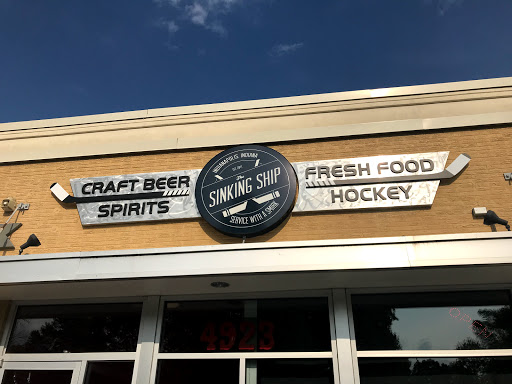 CRAFT BEER
SPIRITS
INDIANAPOLIS, INDIANA
The
SINKING SHIP
SERVICE WITH A SMIRK
FRESH FOOD
HOCKEY
4923